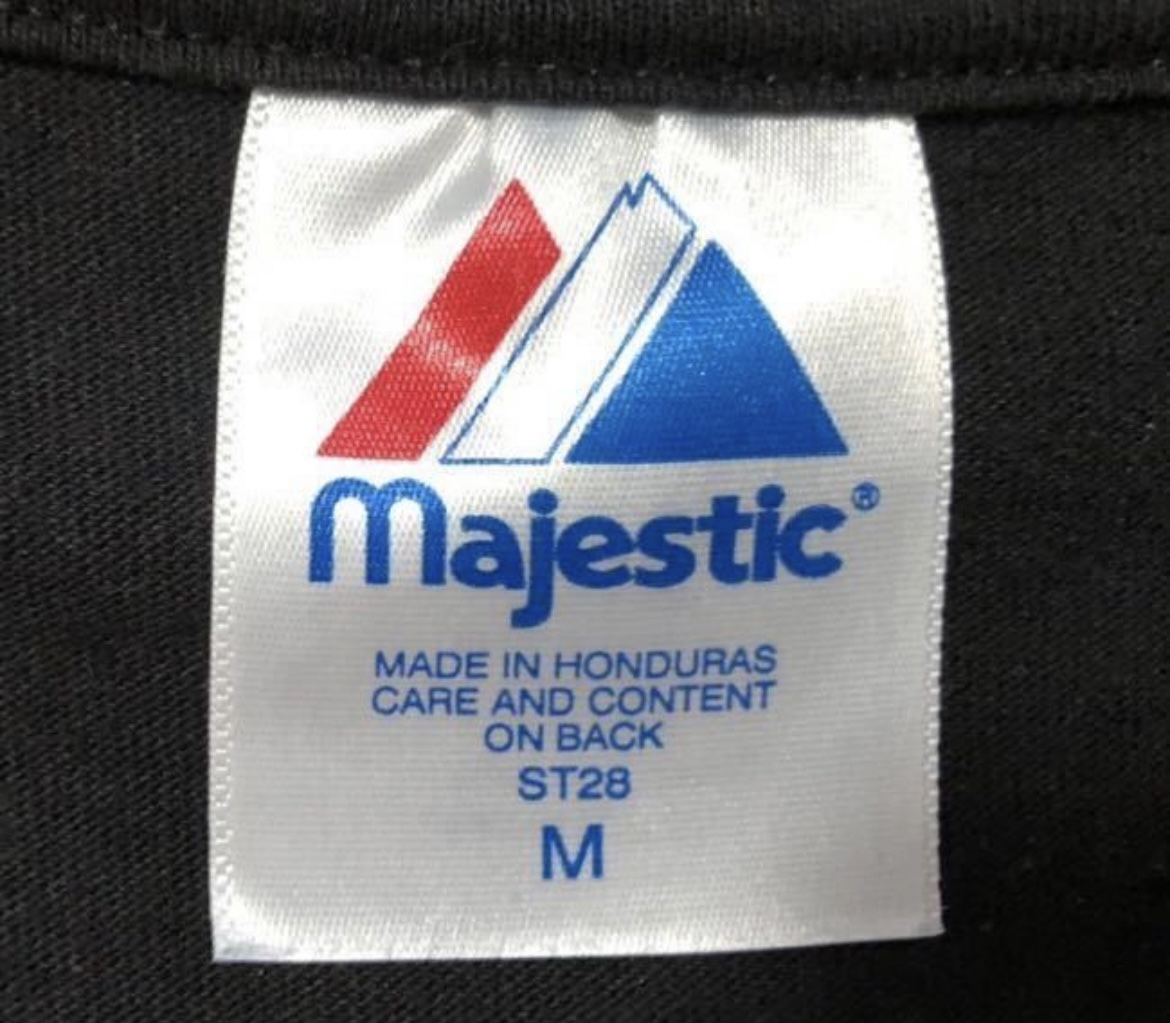 Majestic®
MADE IN HONDURAS
CARE AND CONTENT
ON BACK
ST28
M